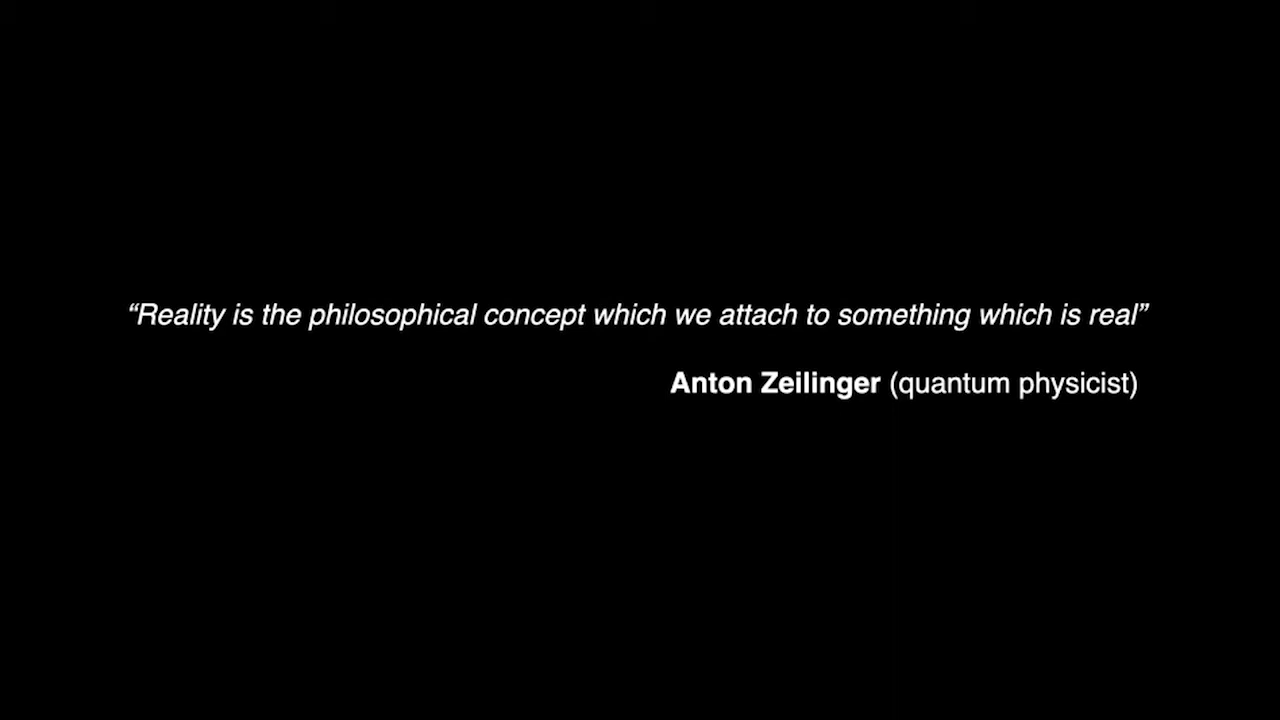 “Reality is the philosophical concept which we attach to something which is real”
Anton Zeilinger (quantum physicist)